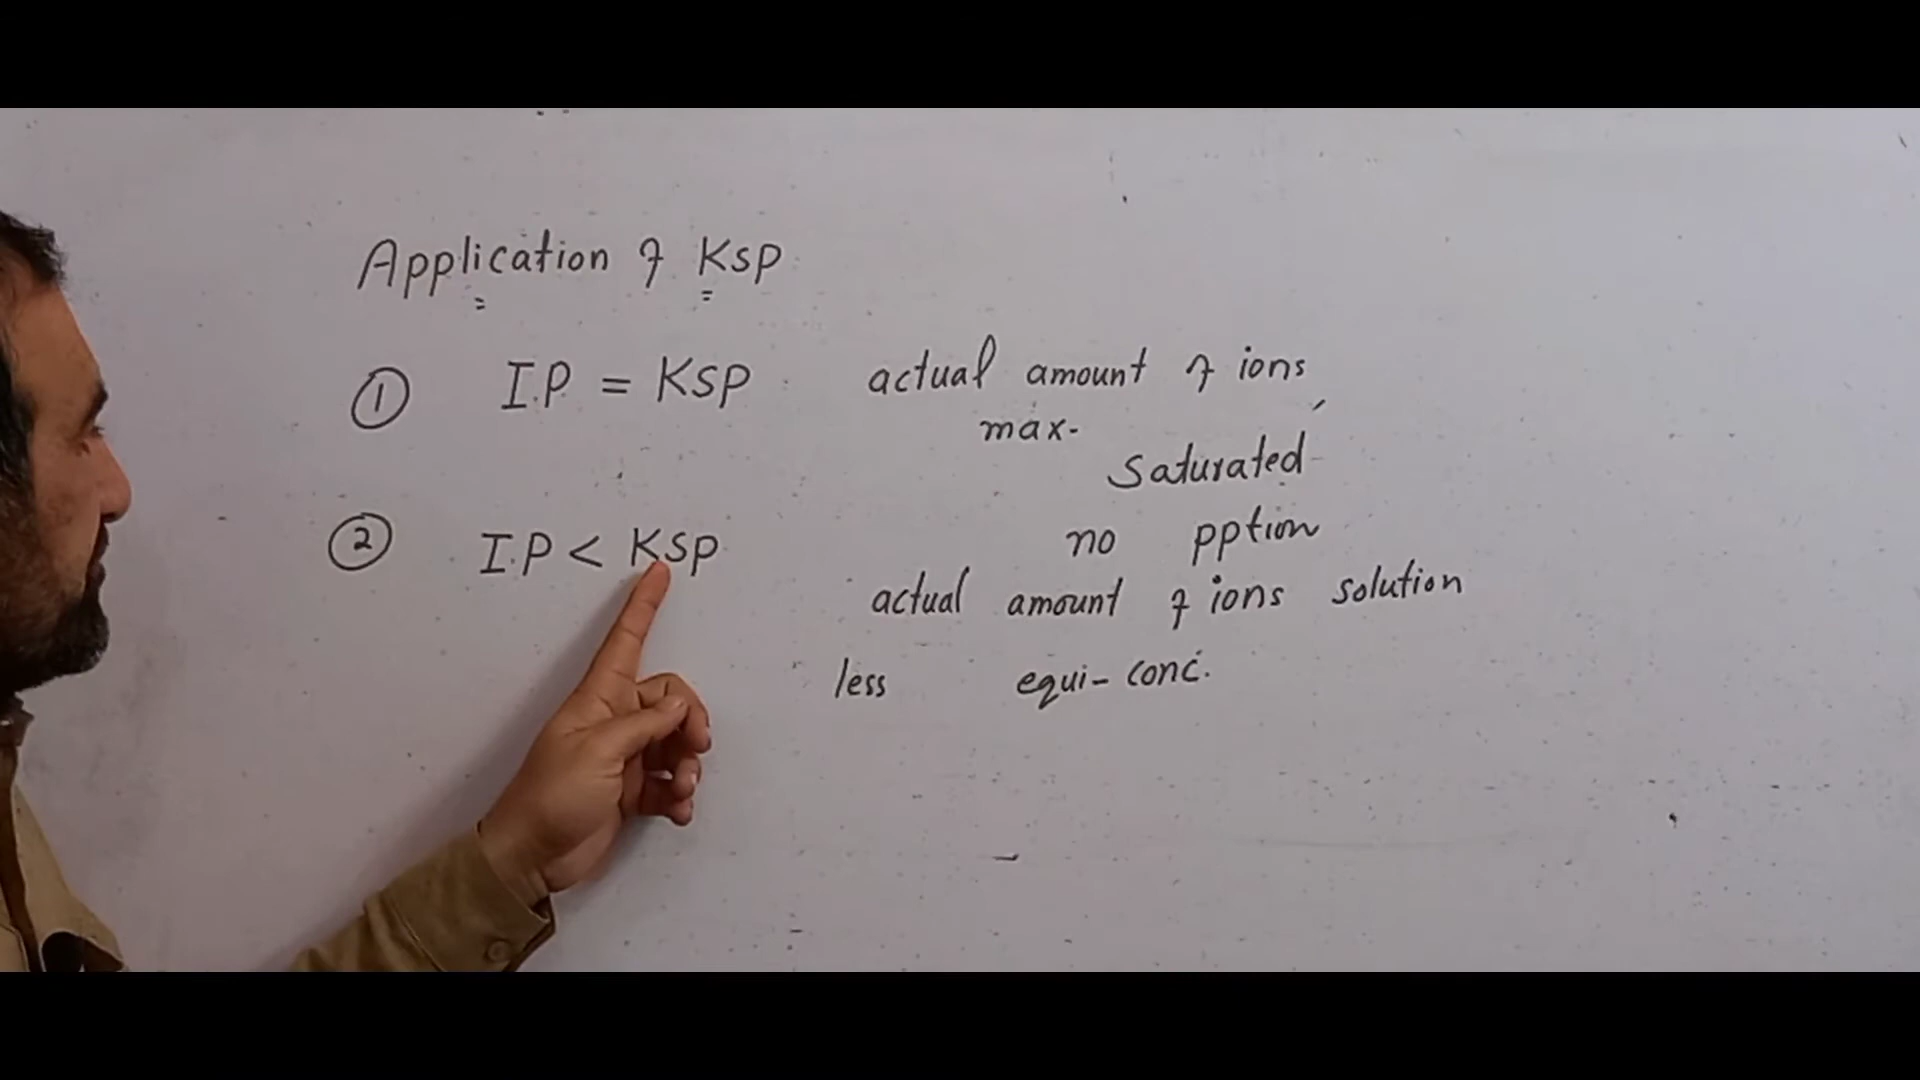 Application of Ksp
① I.P = KSP actual amount of ions
max.
Saturated
no pption
② I.P < KSP
actual amount of ions solution
less equi- conc.